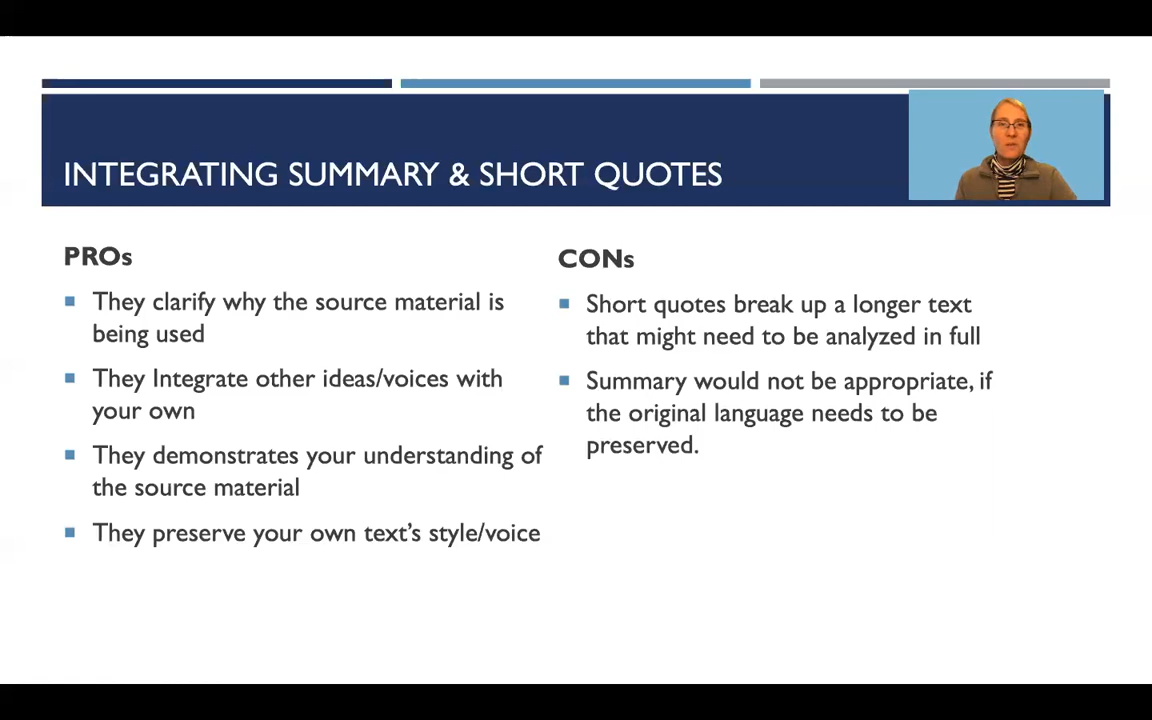 INTEGRATING SUMMARY & SHORT QUOTES
PROs
They clarify why the source material is
being used
They Integrate other ideas/voices with
your own
They demonstrates your understanding of
the source material
They preserve your own text’s style/voice
CONs
Short quotes break up a longer text
that might need to be analyzed in full
Summary would not be appropriate, if
the original language needs to be
preserved.